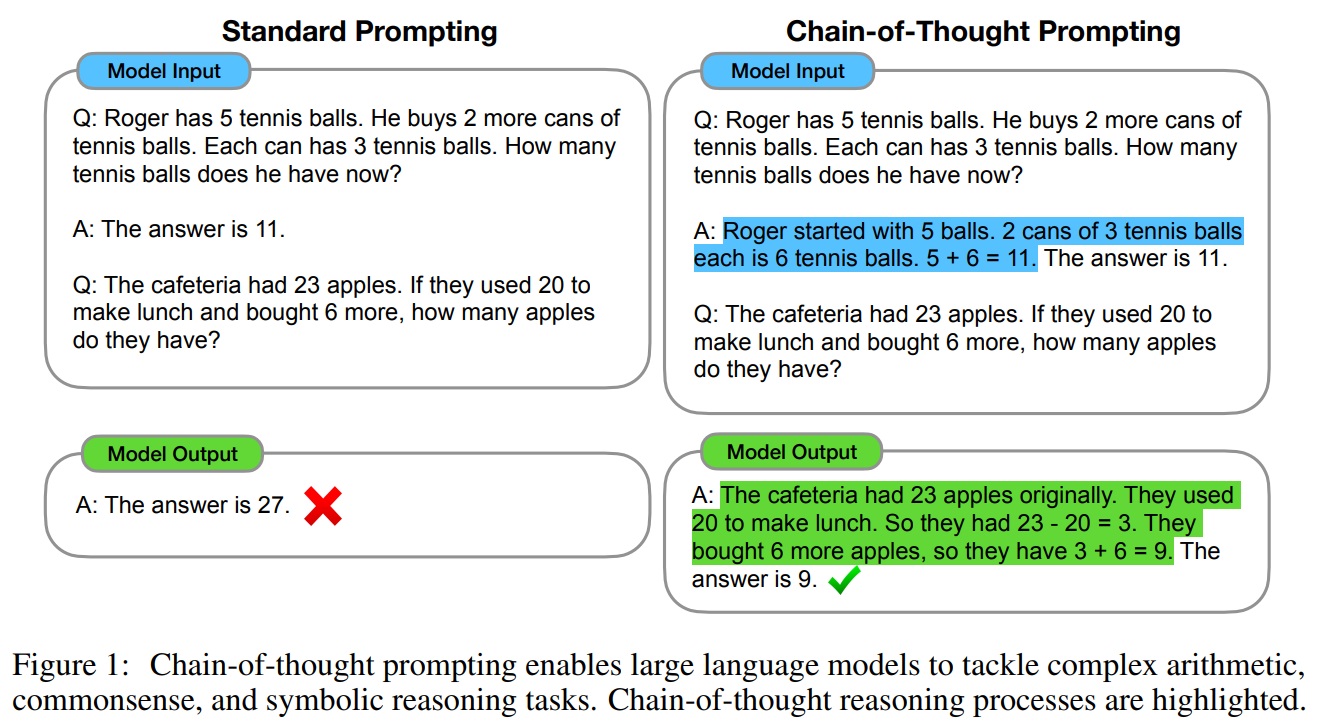 Standard Prompting
Model Input
Q: Roger has 5 tennis balls. He buys 2 more cans of
tennis balls. Each can has 3 tennis balls. How many
tennis balls does he have now?
A: The answer is 11.
Q: The cafeteria had 23 apples. If they used 20 to
make lunch and bought 6 more, how many apples
do they have?
Model Output
A: The answer is 27.
Chain-of-Thought Prompting
Model Input
Q: Roger has 5 tennis balls. He buys 2 more cans of
tennis balls. Each can has 3 tennis balls. How many
tennis balls does he have now?
A: Roger started with 5 balls. 2 cans of 3 tennis balls
each is 6 tennis balls. 5 + 6 = 11. The answer is 11.
Q: The cafeteria had 23 apples. If they used 20 to
make lunch and bought 6 more, how many apples
do they have?
Model Output
A: The cafeteria had 23 apples originally. They used
20 to make lunch. So they had 23 - 20 = 3. They
bought 6 more apples, so they have 3 + 6 = 9. The
answer is 9.
Figure 1: Chain-of-thought prompting enables large language models to tackle complex arithmetic,
commonsense, and symbolic reasoning tasks. Chain-of-thought reasoning processes are highlighted.